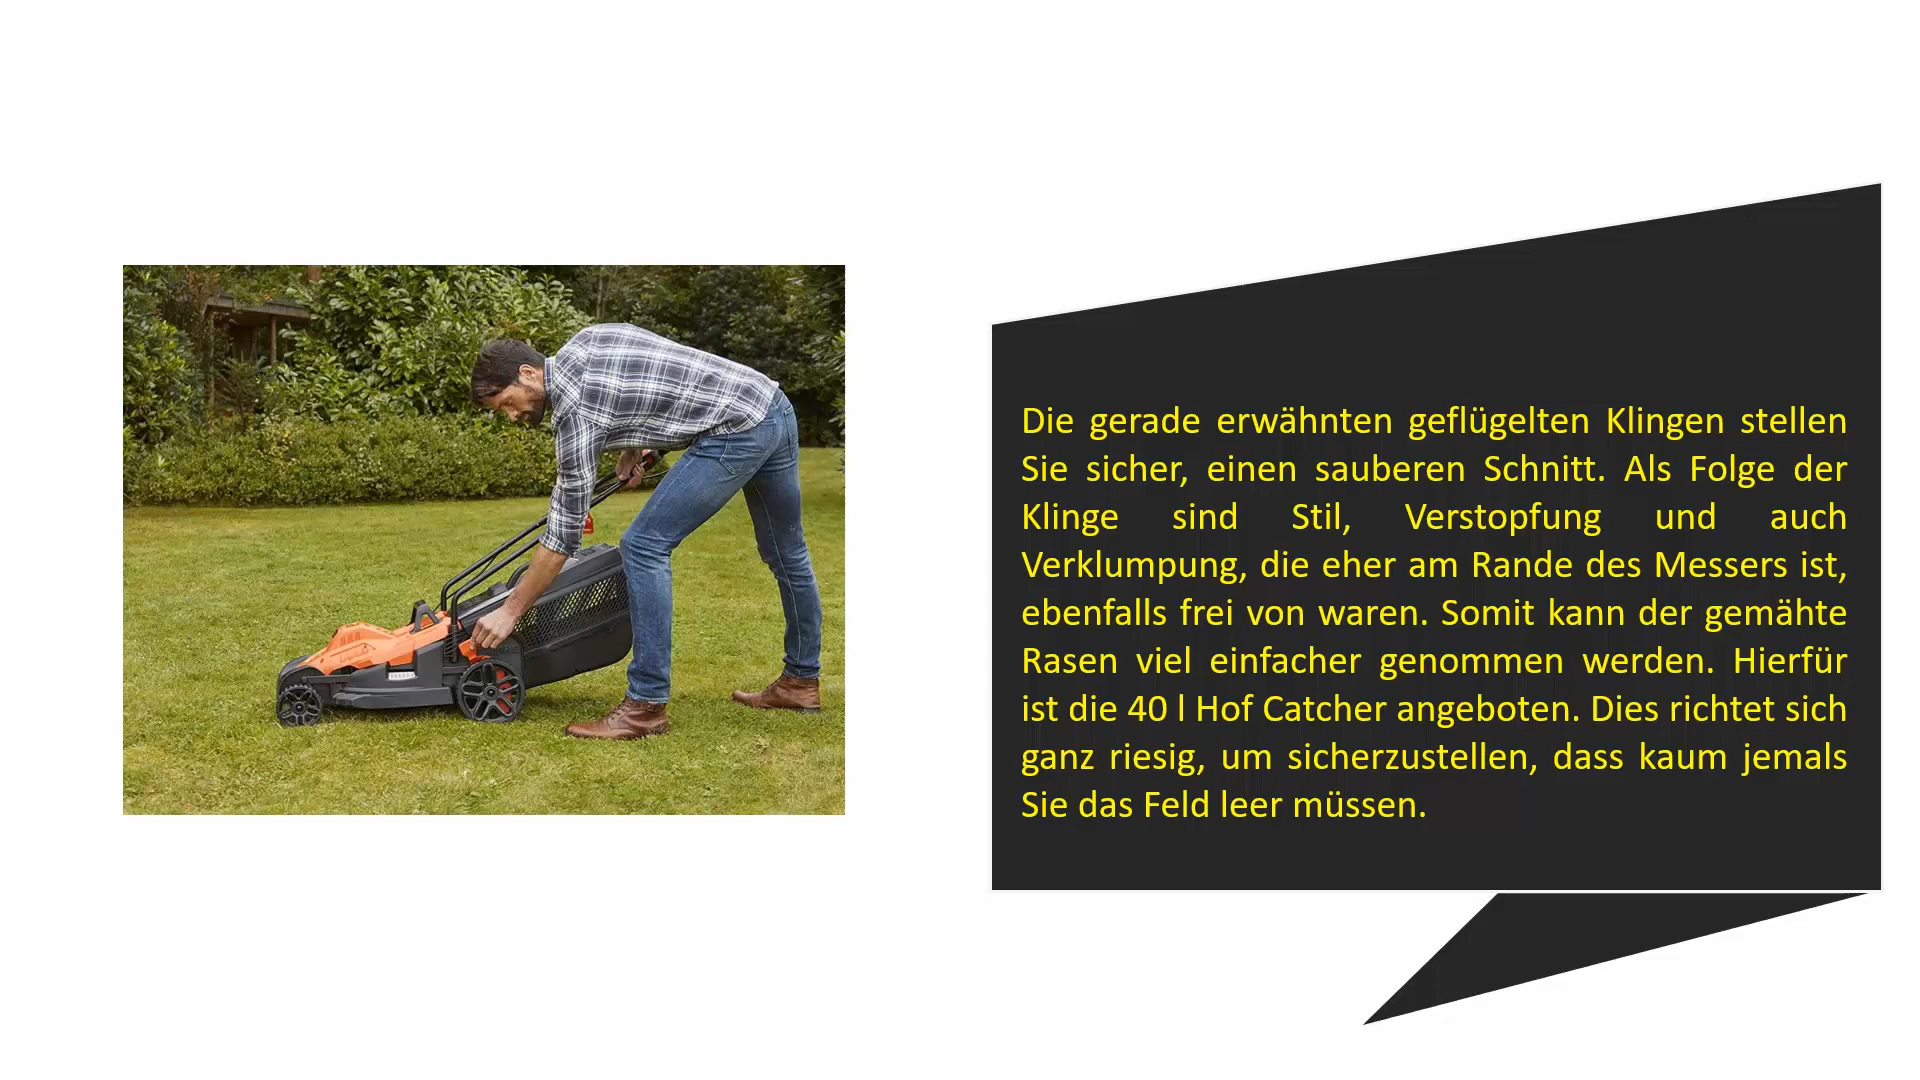 Die gerade erwähnten geflügelten Klingen stellen
Sie sicher, einen sauberen Schnitt. Als Folge der
Klinge sind Stil, Verstopfung und auch
Verklumpung, die eher am Rande des Messers ist,
ebenfalls frei von waren. Somit kann der gemähte
Rasen viel einfacher genommen werden. Hierfür
ist die 40 l Hof Catcher angeboten. Dies richtet sich
ganz riesig, um sicherzustellen, dass kaum jemals
Sie das Feld leer müssen.